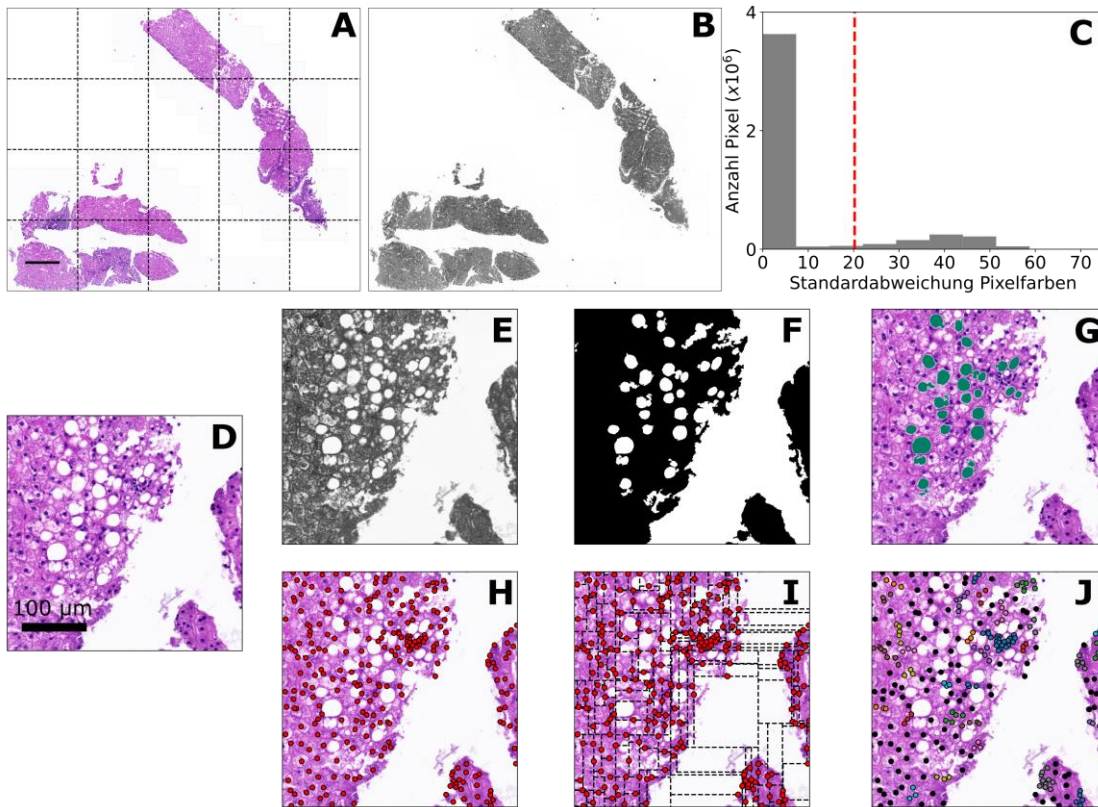 A
B
C
Anzahl Pixel (x10⁶)
4
2
0
0 10 20 30 40 50 60 70
Standardabweichung Pixelfarben
D
100 µm
E
F
G
H
I
J